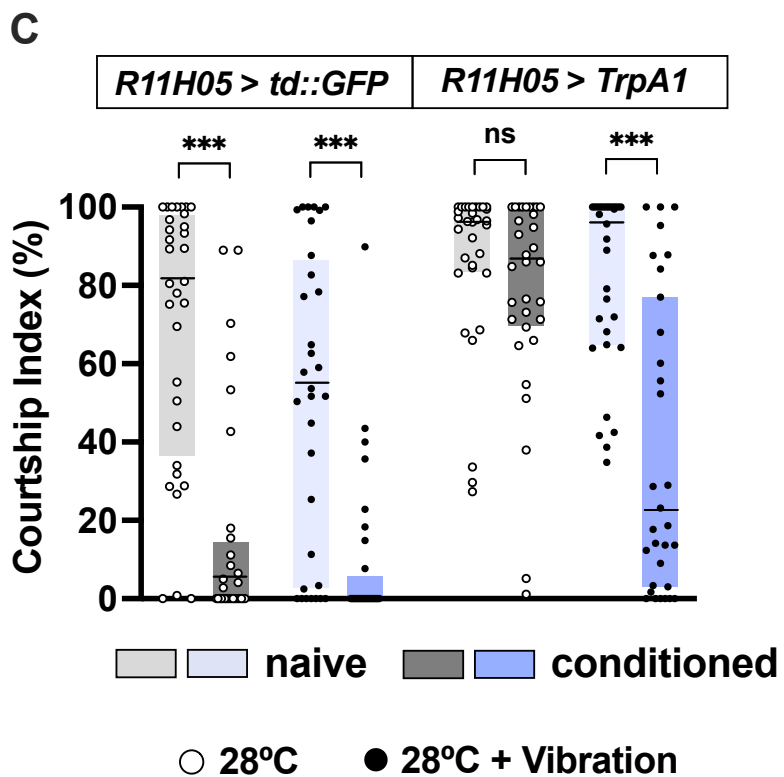 C
R11H05 > td::GFP R11H05 > TrpA1
*** *** ns ***
Courtship Index (%)
100
80
60
40
20
0
naive conditioned
28ºC 28ºC + Vibration